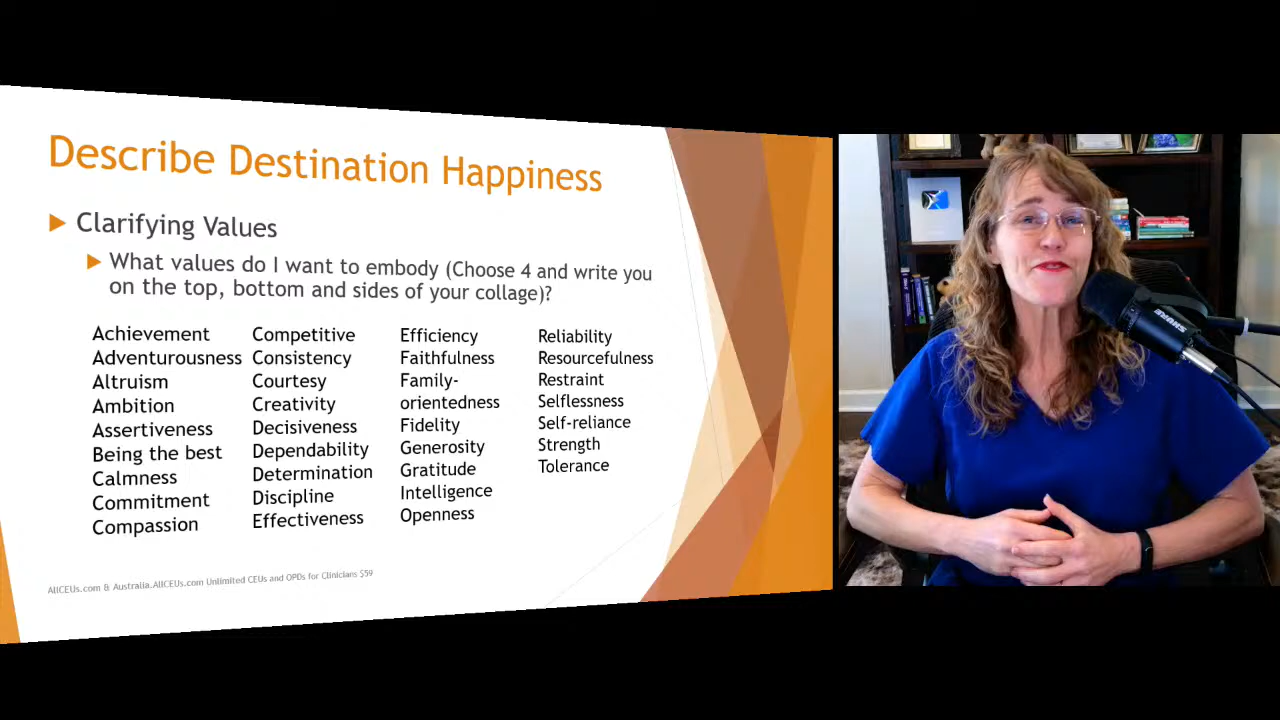 Describe Destination Happiness
Clarifying Values
What values do I want to embody (Choose 4 and write you
on the top, bottom and sides of your collage)?
Achievement
Adventurousness
Altruism
Ambition
Assertiveness
Being the best
Calmness
Commitment
Compassion
Competitive
Consistency
Courtesy
Creativity
Decisiveness
Dependability
Determination
Discipline
Effectiveness
Efficiency
Faithfulness
Family-
orientedness
Fidelity
Generosity
Gratitude
Intelligence
Openness
Reliability
Resourcefulness
Restraint
Selflessness
Self-reliance
Strength
Tolerance
AllCEUs.com & Australia.AllCEUs.com Unlimited CEUs and OPDs for Clinicians $59
SHURE